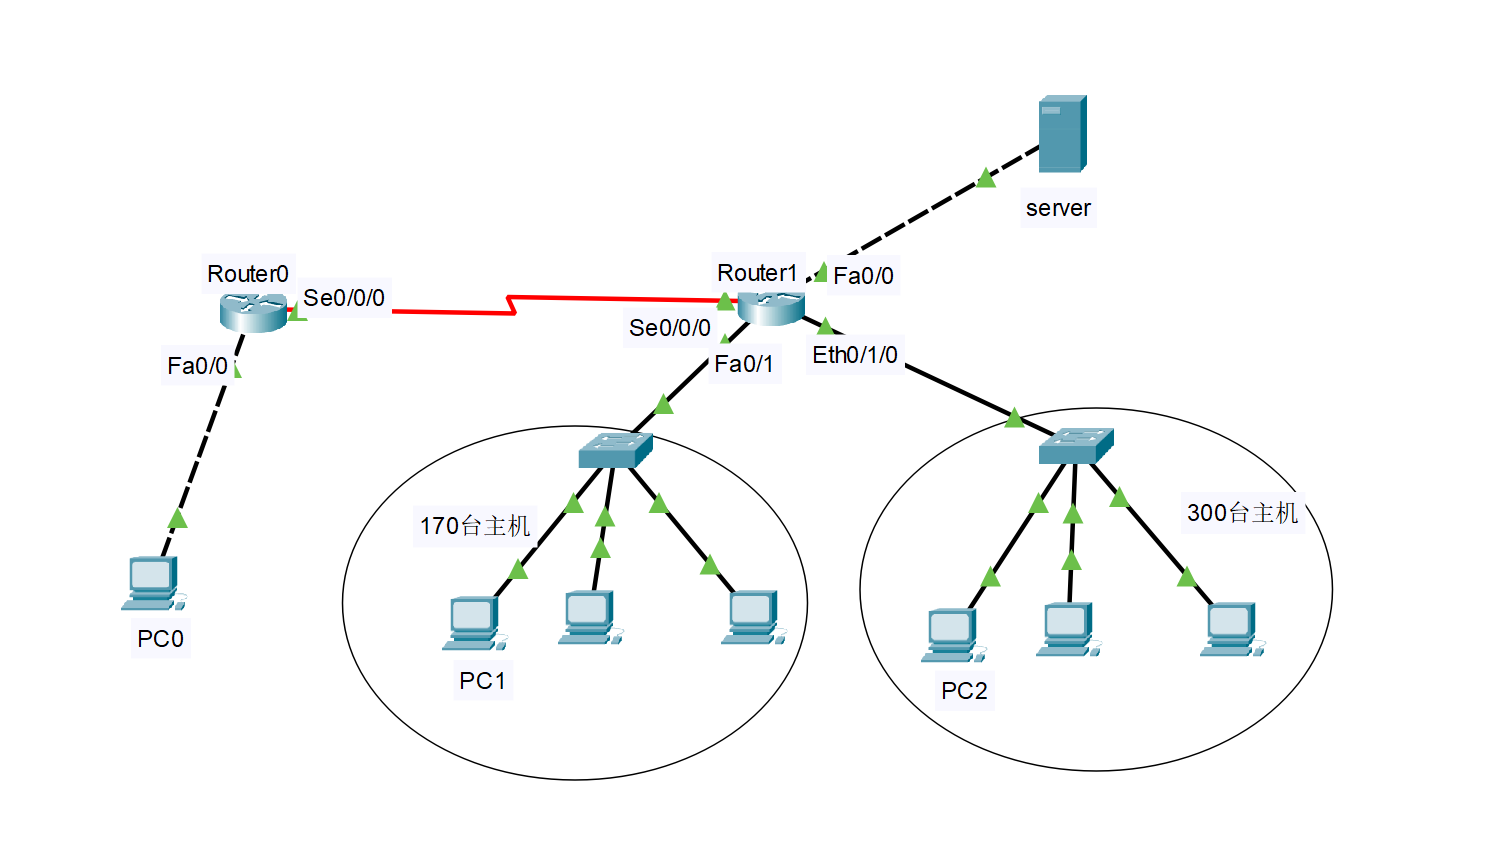 server
Router0
Se0/0/0
Router1
Fa0/0
Se0/0/0
Fa0/0
Fa0/1
Eth0/1/0
170台主机
300台主机
PC0
PC1
PC2